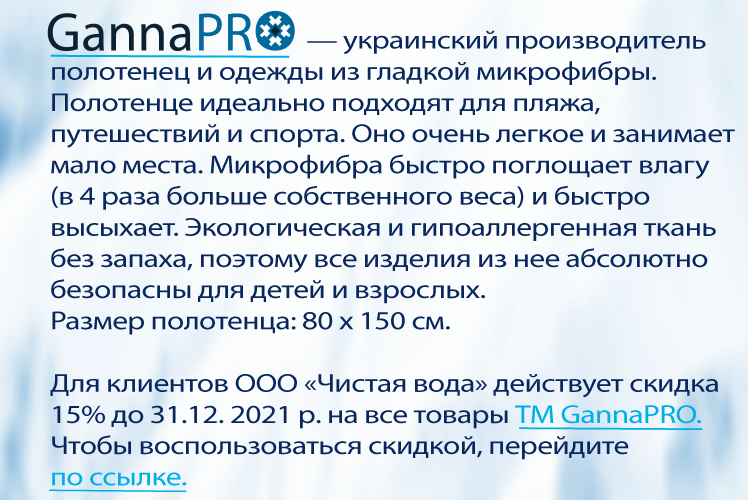 GannaPRO — украинский производитель
полотенец и одежды из гладкой микрофибры.
Полотенце идеально подходят для пляжа,
путешествий и спорта. Оно очень легкое и занимает
мало места. Микрофибра быстро поглощает влагу
(в 4 раза больше собственного веса) и быстро
высыхает. Экологическая и гипоаллергенная ткань
без запаха, поэтому все изделия из нее абсолютно
безопасны для детей и взрослых.
Размер полотенца: 80 х 150 см.
Для клиентов ООО «Чистая вода» действует скидка
15% до 31.12. 2021 р. на все товары ТМ GannaPRO.
Чтобы воспользоваться скидкой, перейдите
по ссылке.